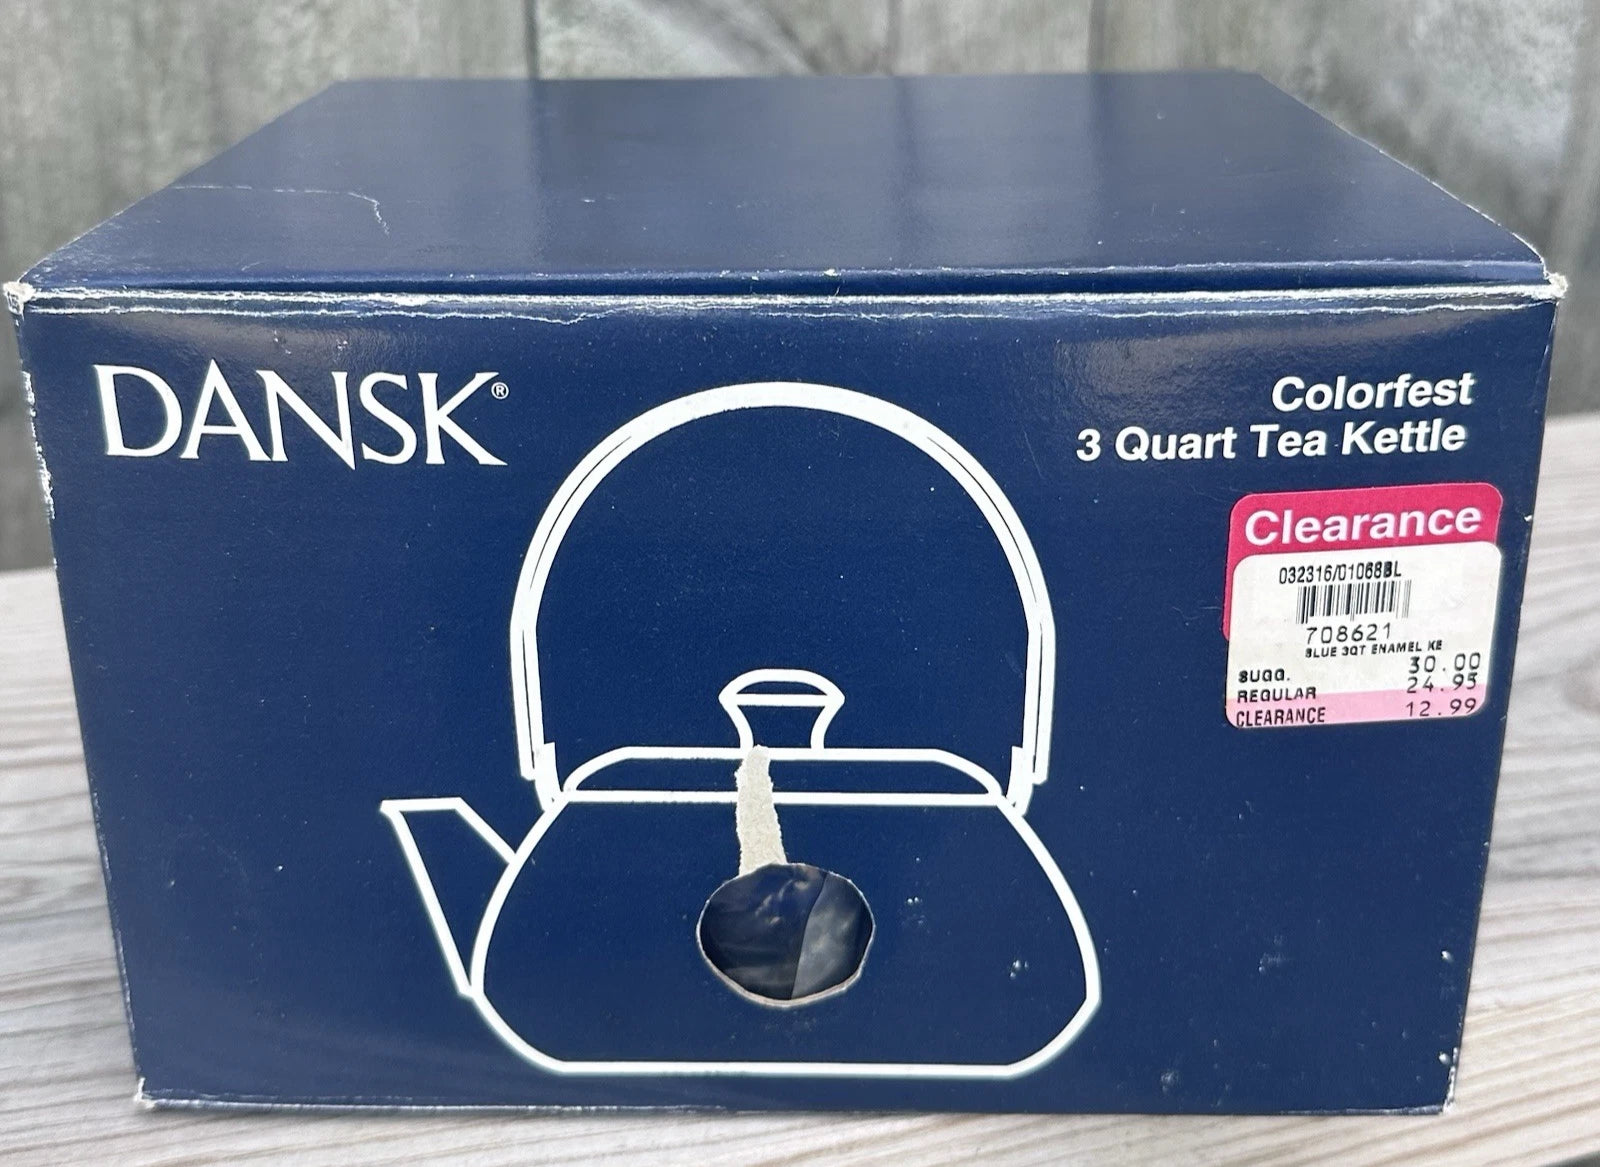 DANSK®
Colorfest
3 Quart Tea Kettle
Clearance
032316/01068BL
708621
BLUE 3QT ENAMEL KE
SUGG. 30.00
REGULAR 24.95
CLEARANCE 12.99